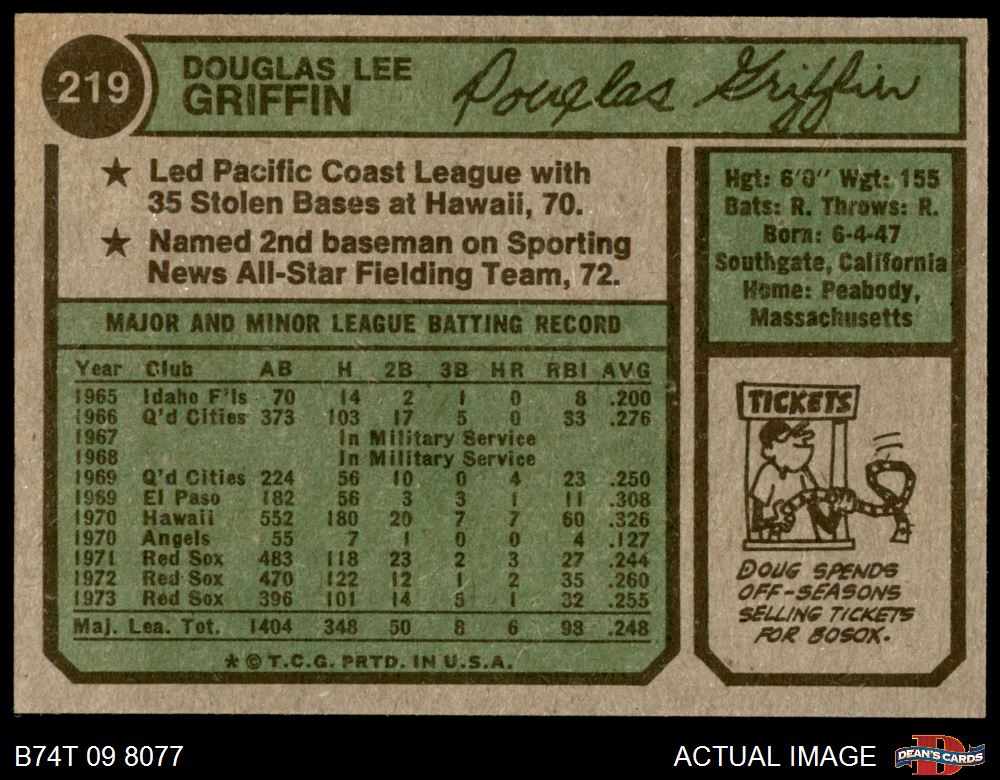 219
DOUGLAS LEE
GRIFFIN
Douglas Griffin
★ Led Pacific Coast League with
35 Stolen Bases at Hawaii, 70.
★ Named 2nd baseman on Sporting
News All-Star Fielding Team, 72.
Hgt: 6'0" Wgt: 155
Bats: R. Throws: R.
Born: 6-4-47
Southgate, California
Home: Peabody,
Massachusetts
MAJOR AND MINOR LEAGUE BATTING RECORD
Year Club AB H 2B 3B HR RBI AVG
1965 Idaho F'ls 70 14 2 1 0 8 .200
1966 Q'd Cities 373 103 17 5 0 33 .276
1967 In Military Service
1968 In Military Service
1969 Q'd Cities 224 56 10 0 4 23 .250
1969 El Paso 182 56 3 3 1 11 .308
1970 Hawaii 552 180 20 7 7 60 .326
1970 Angels 55 7 1 0 0 4 .127
1971 Red Sox 483 118 23 2 3 27 .244
1972 Red Sox 470 122 12 1 2 35 .260
1973 Red Sox 396 101 14 5 1 32 .255
Maj. Lea. Tot. 1404 348 50 8 6 98 .248
* © T.C.G. PRTD. IN U.S.A.
TICKETS
DOUG SPENDS
OFF-SEASONS
SELLING TICKETS
FOR BOSOX.
B74T 09 8077
ACTUAL IMAGE
D
DEAN'S CARDS